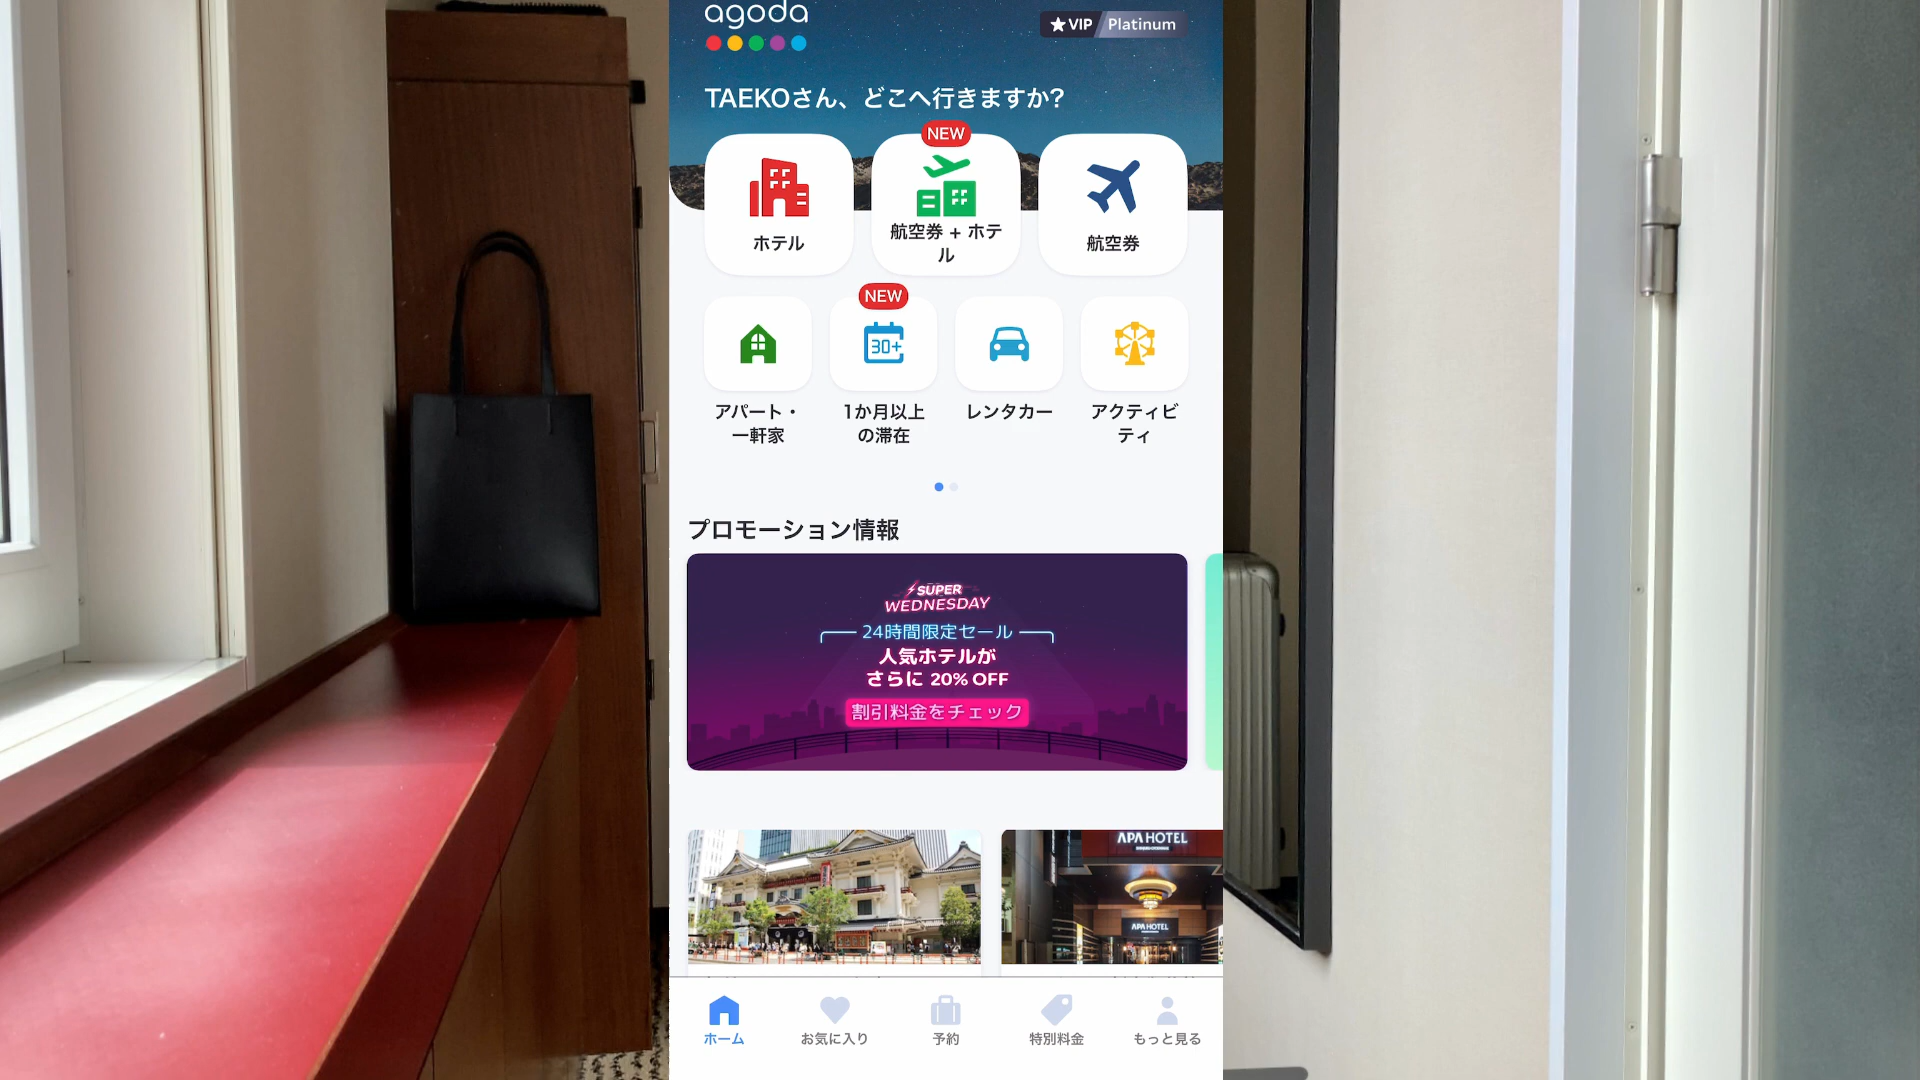 agoda
VIP Platinum
TAEKOさん、どこへ行きますか?
NEW
ホテル
航空券 + ホテ
ル
航空券
NEW
30+
アパート・
一軒家
1か月以上
の滞在
レンタカー
アクティビ
ティ
プロモーション情報
SUPER
WEDNESDAY
24時間限定セール
人気ホテルが
さらに 20% OFF
割引料金をチェック
APA HOTEL
APA HOTEL
ホーム
お気に入り
予約
特別料金
もっと見る